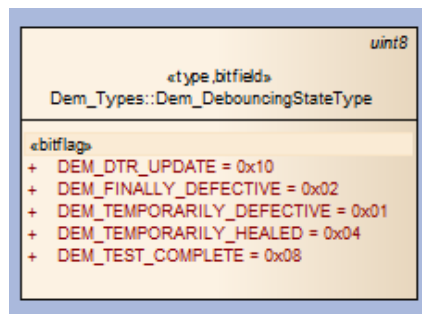 uint8
«type,bitfield»
Dem_Types::Dem_DebouncingStateType
«bitflag»
+ DEM_DTR_UPDATE = 0x10
+ DEM_FINALLY_DEFECTIVE = 0x02
+ DEM_TEMPORARILY_DEFECTIVE = 0x01
+ DEM_TEMPORARILY_HEALED = 0x04
+ DEM_TEST_COMPLETE = 0x08